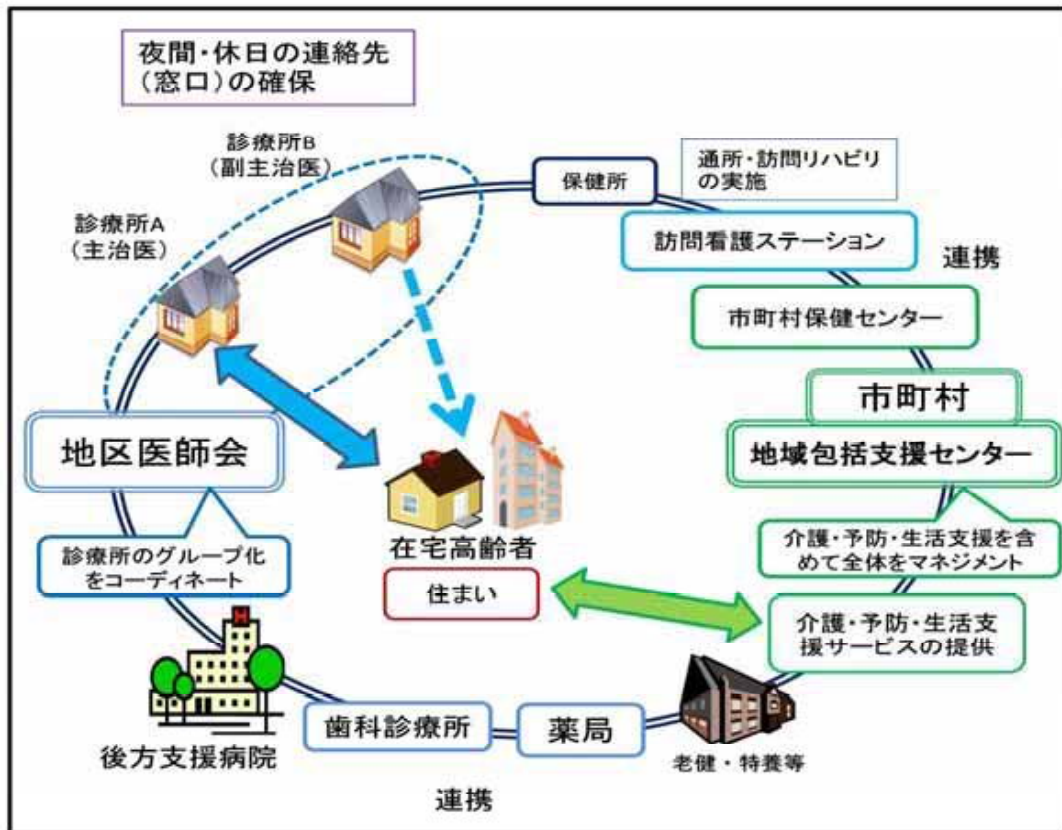 夜間・休日の連絡先
(窓口)の確保
診療所B
(副主治医)
診療所A
(主治医)
保健所
通所・訪問リハビリ
の実施
訪問看護ステーション
連携
市町村保健センター
市町村
地域包括支援センター
地区医師会
診療所のグループ化
をコーディネート
在宅高齢者
住まい
介護・予防・生活支援を含
めて全体をマネジメント
介護・予防・生活支
援サービスの提供
H
後方支援病院
歯科診療所
薬局
老健・特養等
連携